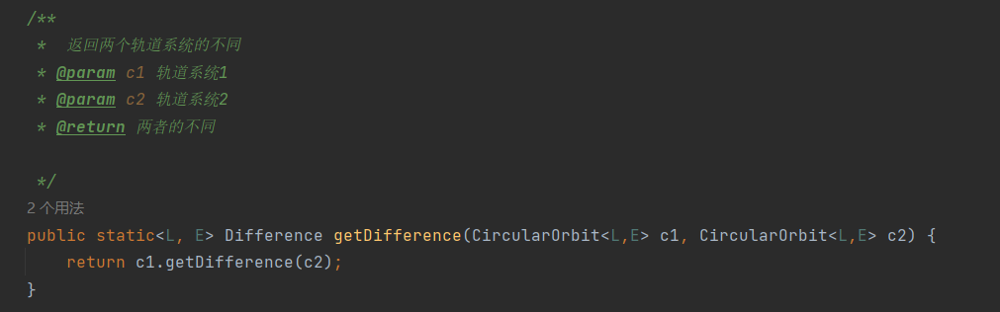 /**
 *  返回两个轨道系统的不同
 * @param c1 轨道系统1
 * @param c2 轨道系统2
 * @return 两者的不同

 */
2 个用法
public static<L, E> Difference getDifference(CircularOrbit<L,E> c1, CircularOrbit<L,E> c2) {
    return c1.getDifference(c2);
}